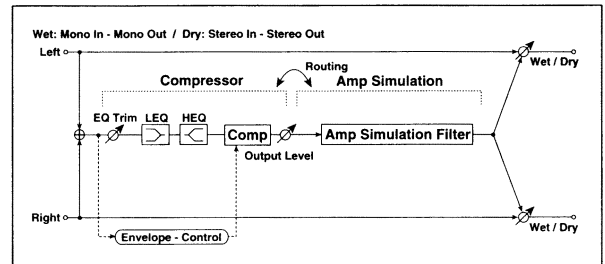 Wet: Mono In - Mono Out / Dry: Stereo In - Stereo Out
Left
Wet / Dry
Routing
Compressor
Amp Simulation
EQ Trim
LEQ
HEQ
Comp
Output Level
Amp Simulation Filter
Right
Wet / Dry
Envelope - Control